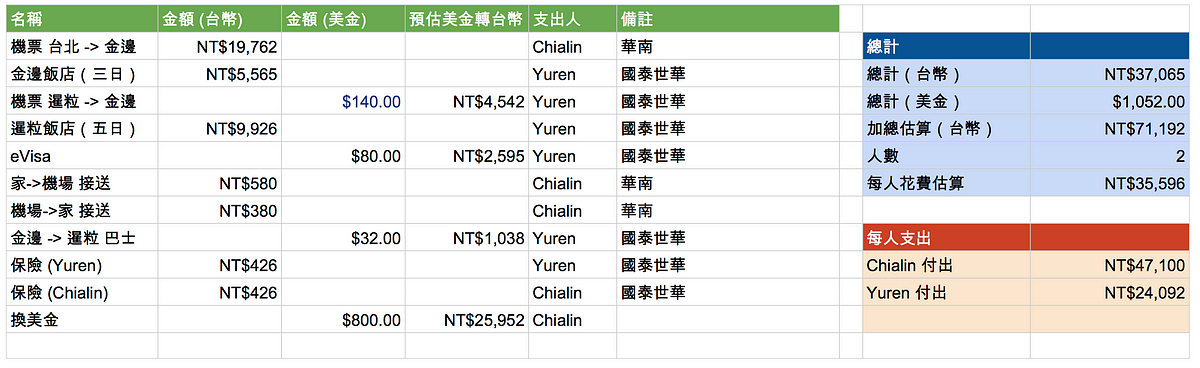 名稱 金額 (台幣) 金額 (美金) 預估美金轉台幣 支出人 備註
機票 台北 -> 金邊 NT$19,762 Chialin 華南 總計
金邊飯店 ( 三日 ) NT$5,565 Yuren 國泰世華 總計 ( 台幣 ) NT$37,065
機票 暹粒 -> 金邊 $140.00 NT$4,542 Yuren 國泰世華 總計 ( 美金 ) $1,052.00
暹粒飯店 ( 五日 ) NT$9,926 Yuren 國泰世華 加總估算 ( 台幣 ) NT$71,192
eVisa $80.00 NT$2,595 Yuren 國泰世華 人數 2
家->機場 接送 NT$580 Chialin 華南 每人花費估算 NT$35,596
機場->家 接送 NT$380 Chialin 華南
金邊 -> 暹粒 巴士 $32.00 NT$1,038 Yuren 國泰世華 每人支出
保險 (Yuren) NT$426 Yuren 國泰世華 Chialin 付出 NT$47,100
保險 (Chialin) NT$426 Chialin 國泰世華 Yuren 付出 NT$24,092
換美金 $800.00 NT$25,952 Chialin